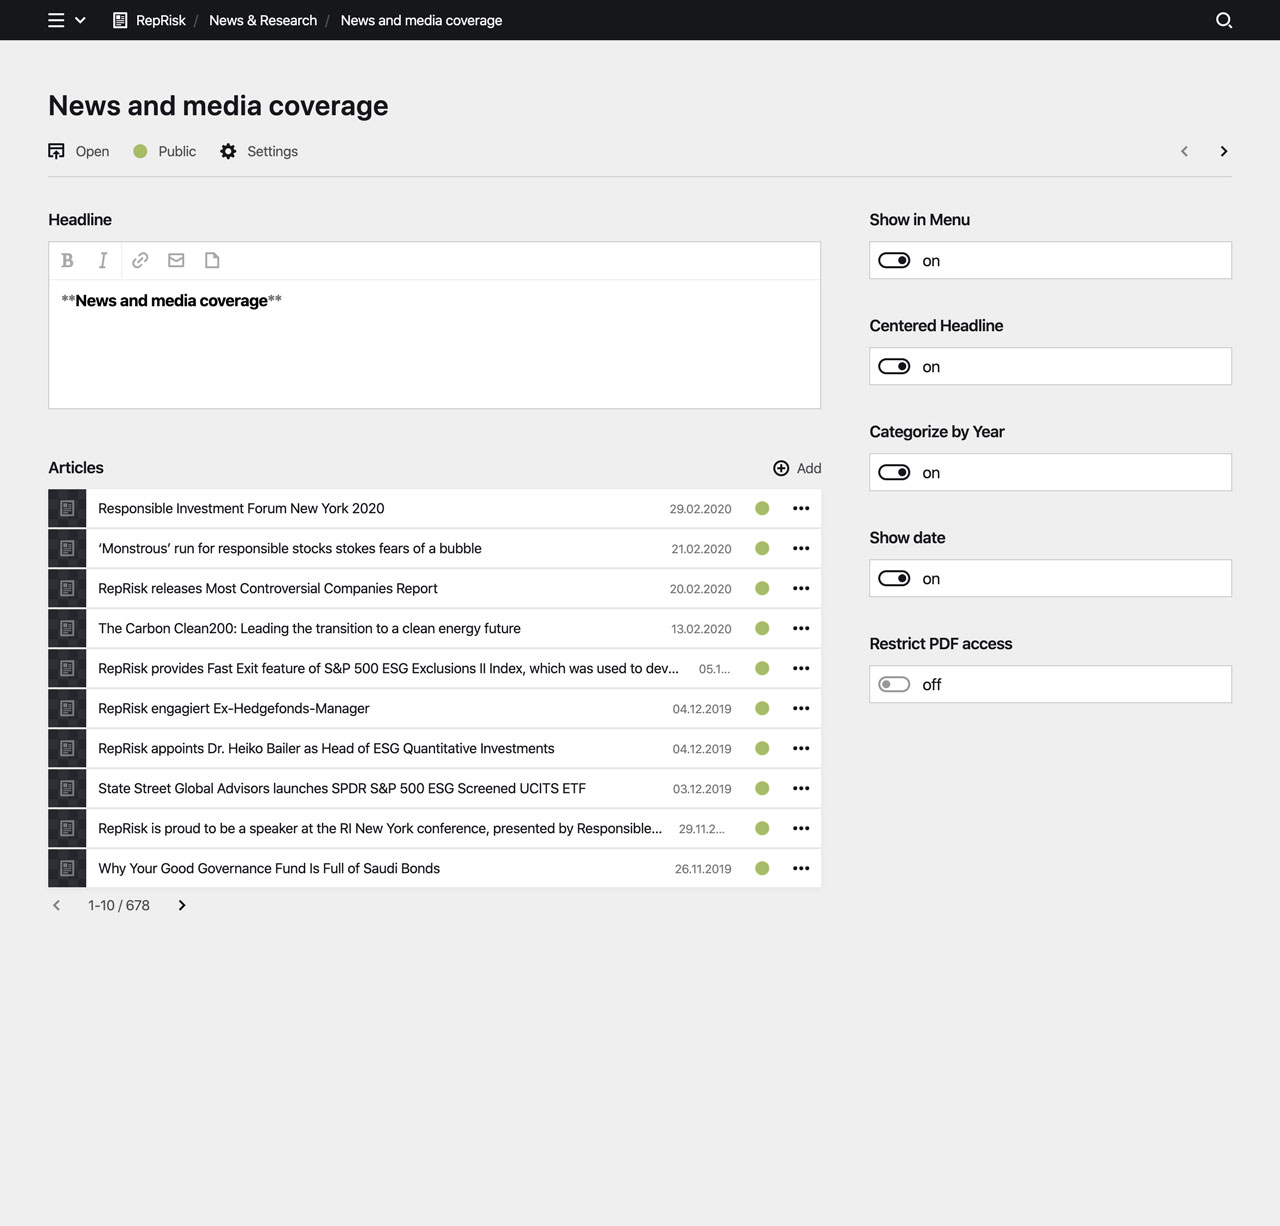 RepRisk / News & Research / News and media coverage
News and media coverage
Open Public Settings
Headline
B I
**News and media coverage**
Articles Add
Responsible Investment Forum New York 2020 29.02.2020
‘Monstrous’ run for responsible stocks stokes fears of a bubble 21.02.2020
RepRisk releases Most Controversial Companies Report 20.02.2020
The Carbon Clean200: Leading the transition to a clean energy future 13.02.2020
RepRisk provides Fast Exit feature of S&P 500 ESG Exclusions II Index, which was used to dev... 05.1...
RepRisk engagiert Ex-Hedgefonds-Manager 04.12.2019
RepRisk appoints Dr. Heiko Bailer as Head of ESG Quantitative Investments 04.12.2019
State Street Global Advisors launches SPDR S&P 500 ESG Screened UCITS ETF 03.12.2019
RepRisk is proud to be a speaker at the RI New York conference, presented by Responsible... 29.11.2...
Why Your Good Governance Fund Is Full of Saudi Bonds 26.11.2019
1-10 / 678
Show in Menu
on
Centered Headline
on
Categorize by Year
on
Show date
on
Restrict PDF access
off